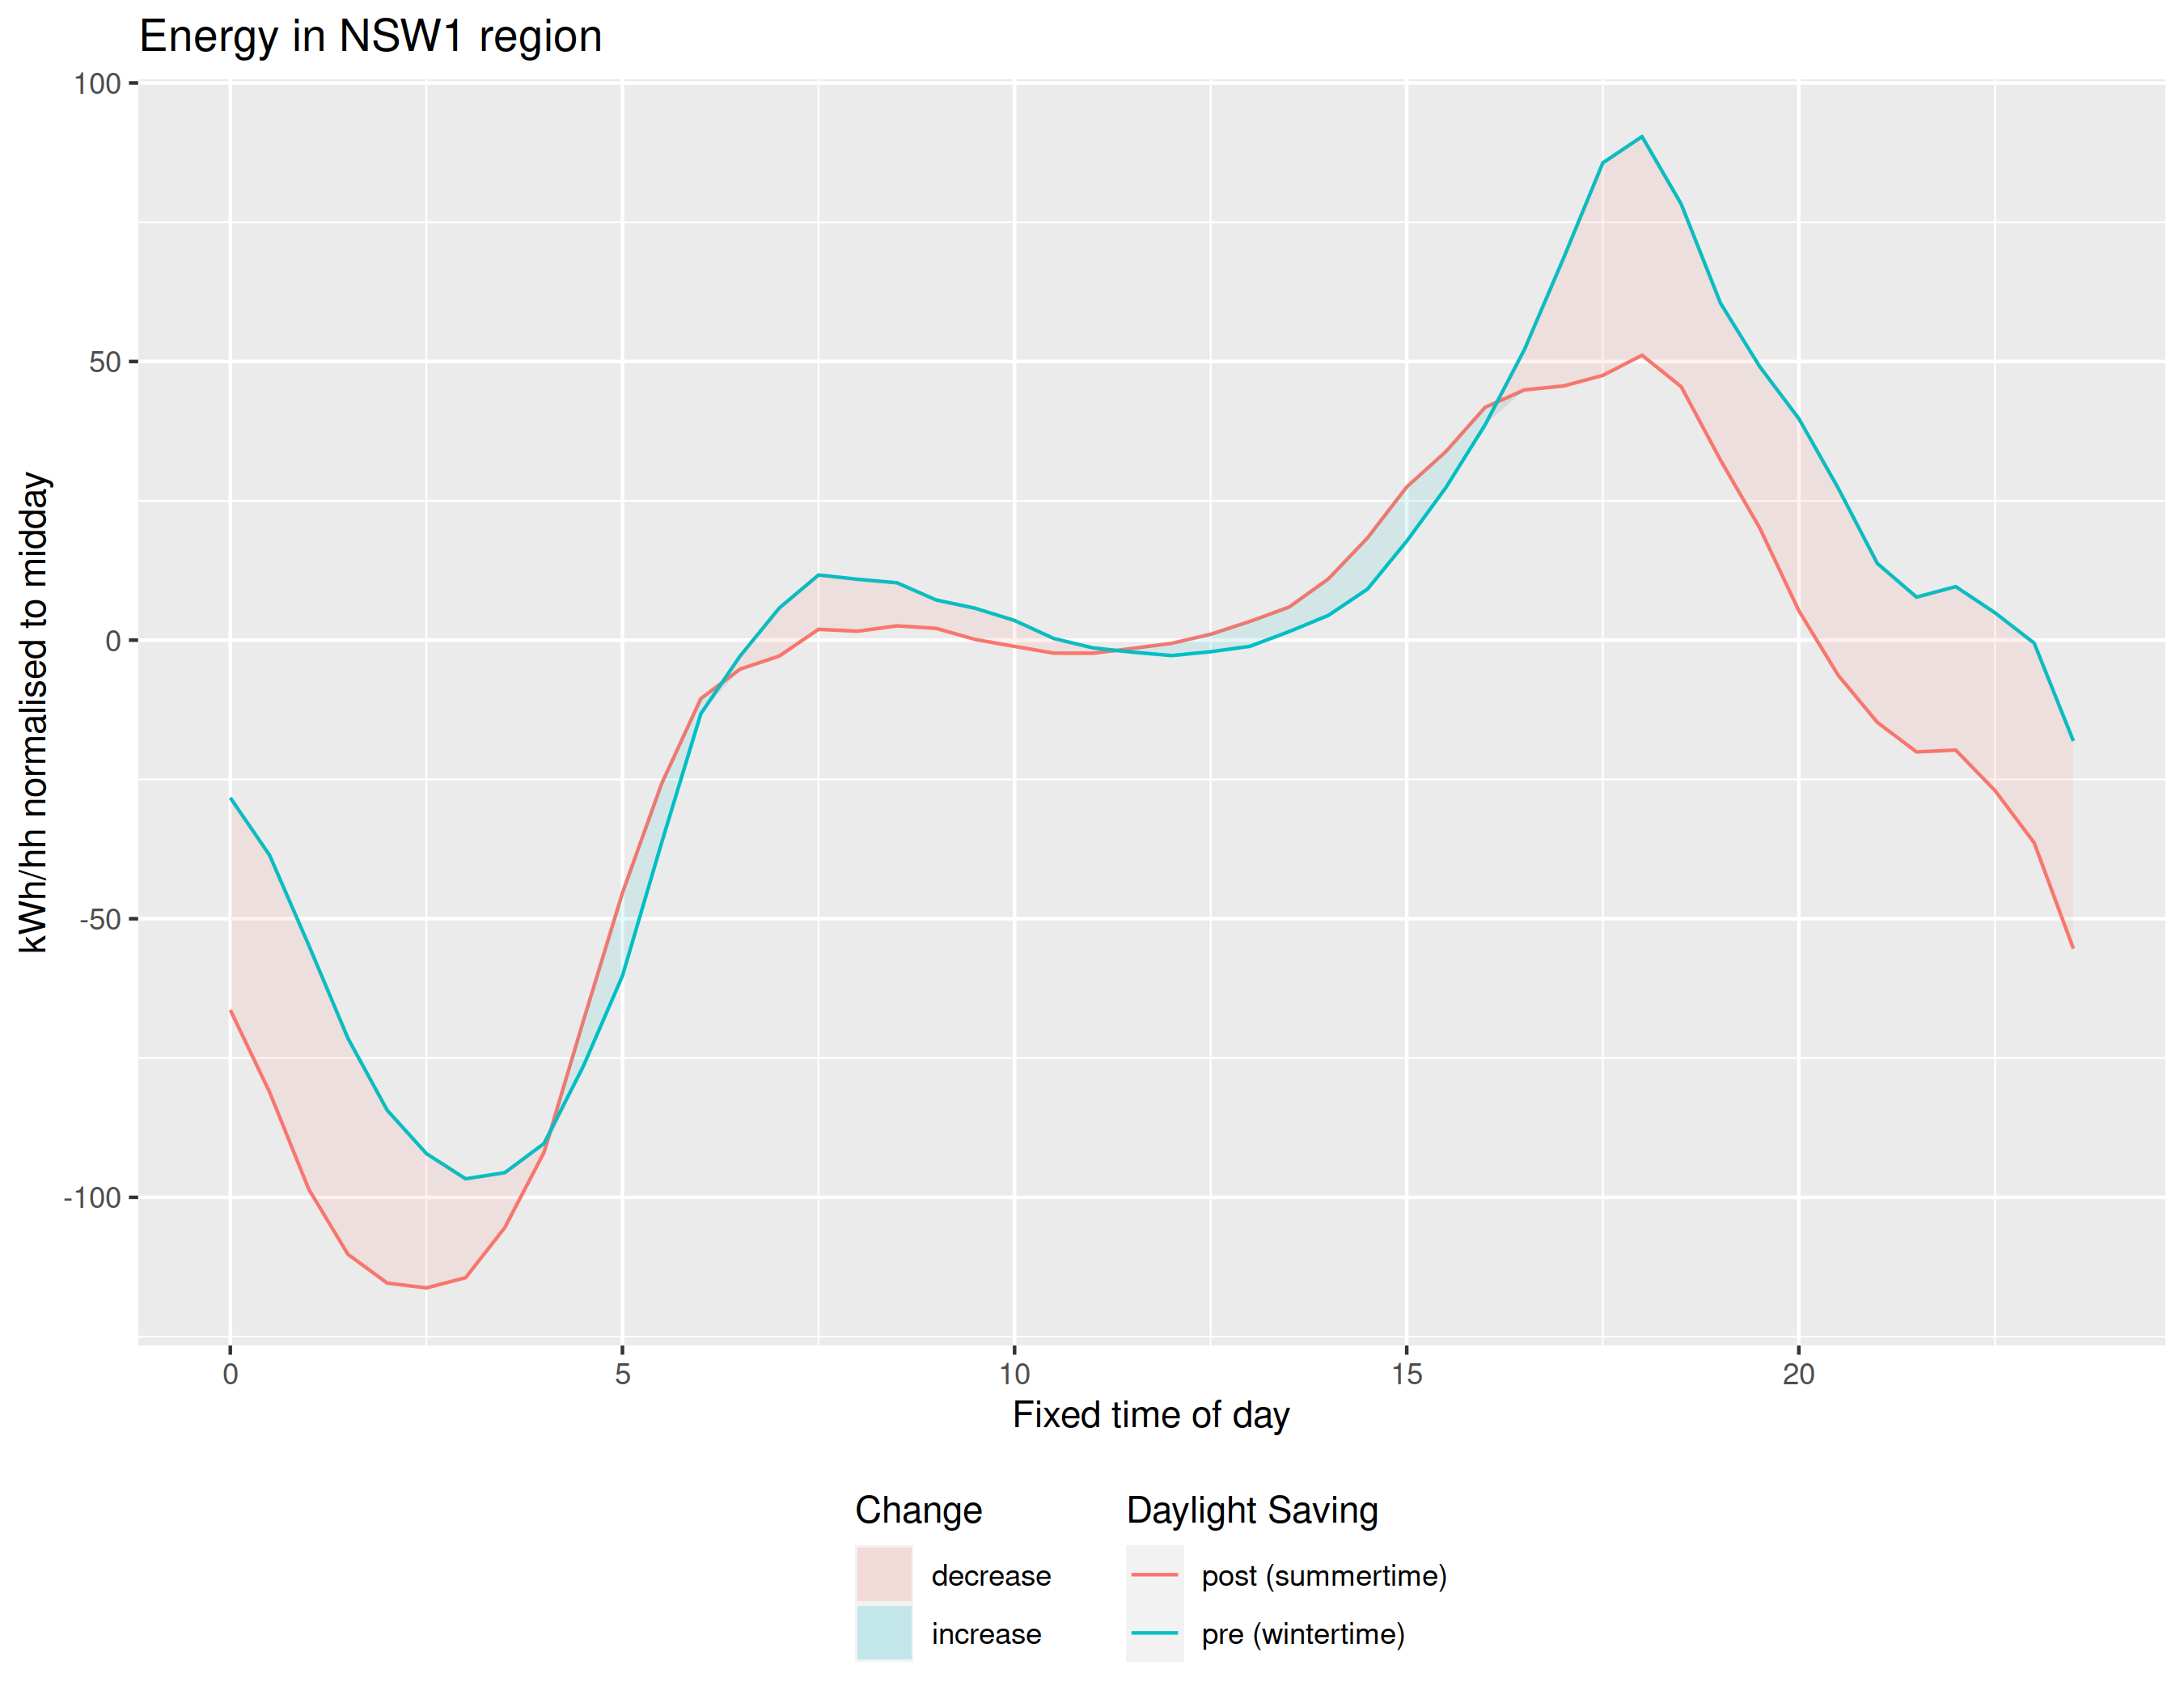 Energy in NSW1 region
kWh/hh normalised to midday
100
50
0
-50
-100
0
5
10
15
20
Fixed time of day
Change
decrease
increase
Daylight Saving
post (summertime)
pre (wintertime)